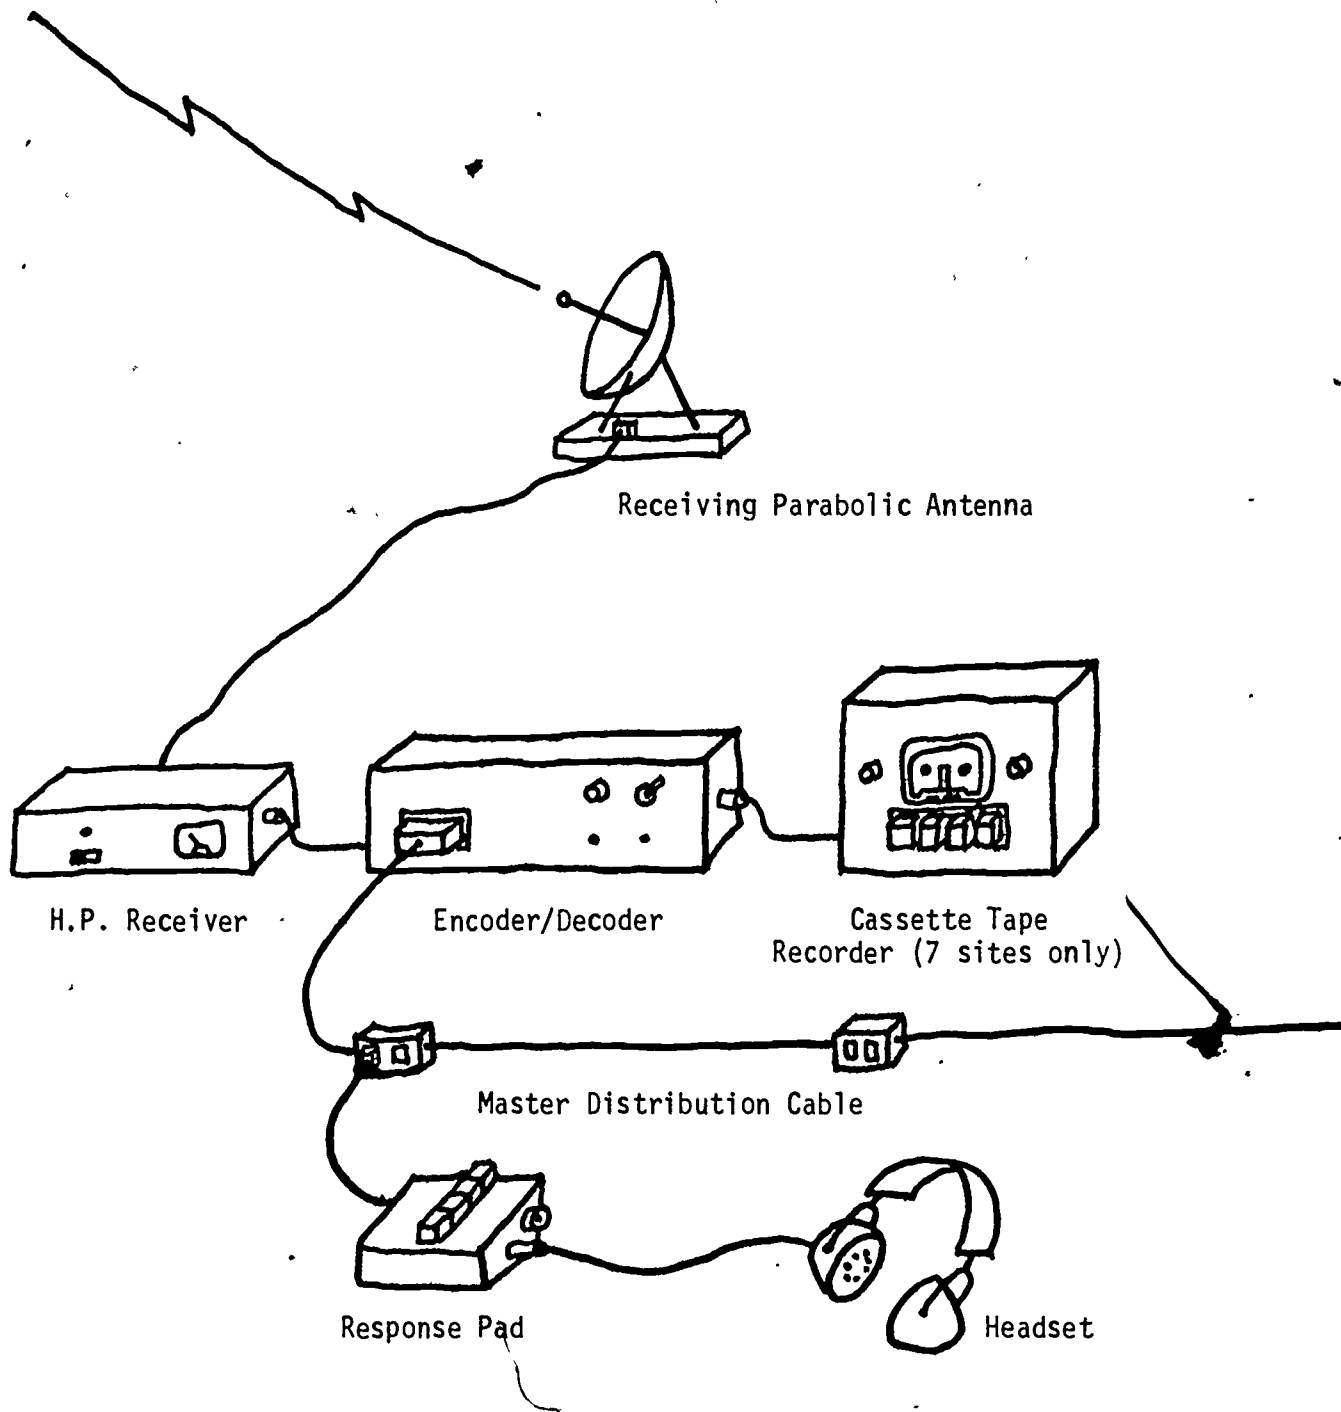 Receiving Parabolic Antenna
H.P. Receiver
Encoder/Decoder
Cassette Tape
Recorder (7 sites only)
Master Distribution Cable
Response Pad
Headset